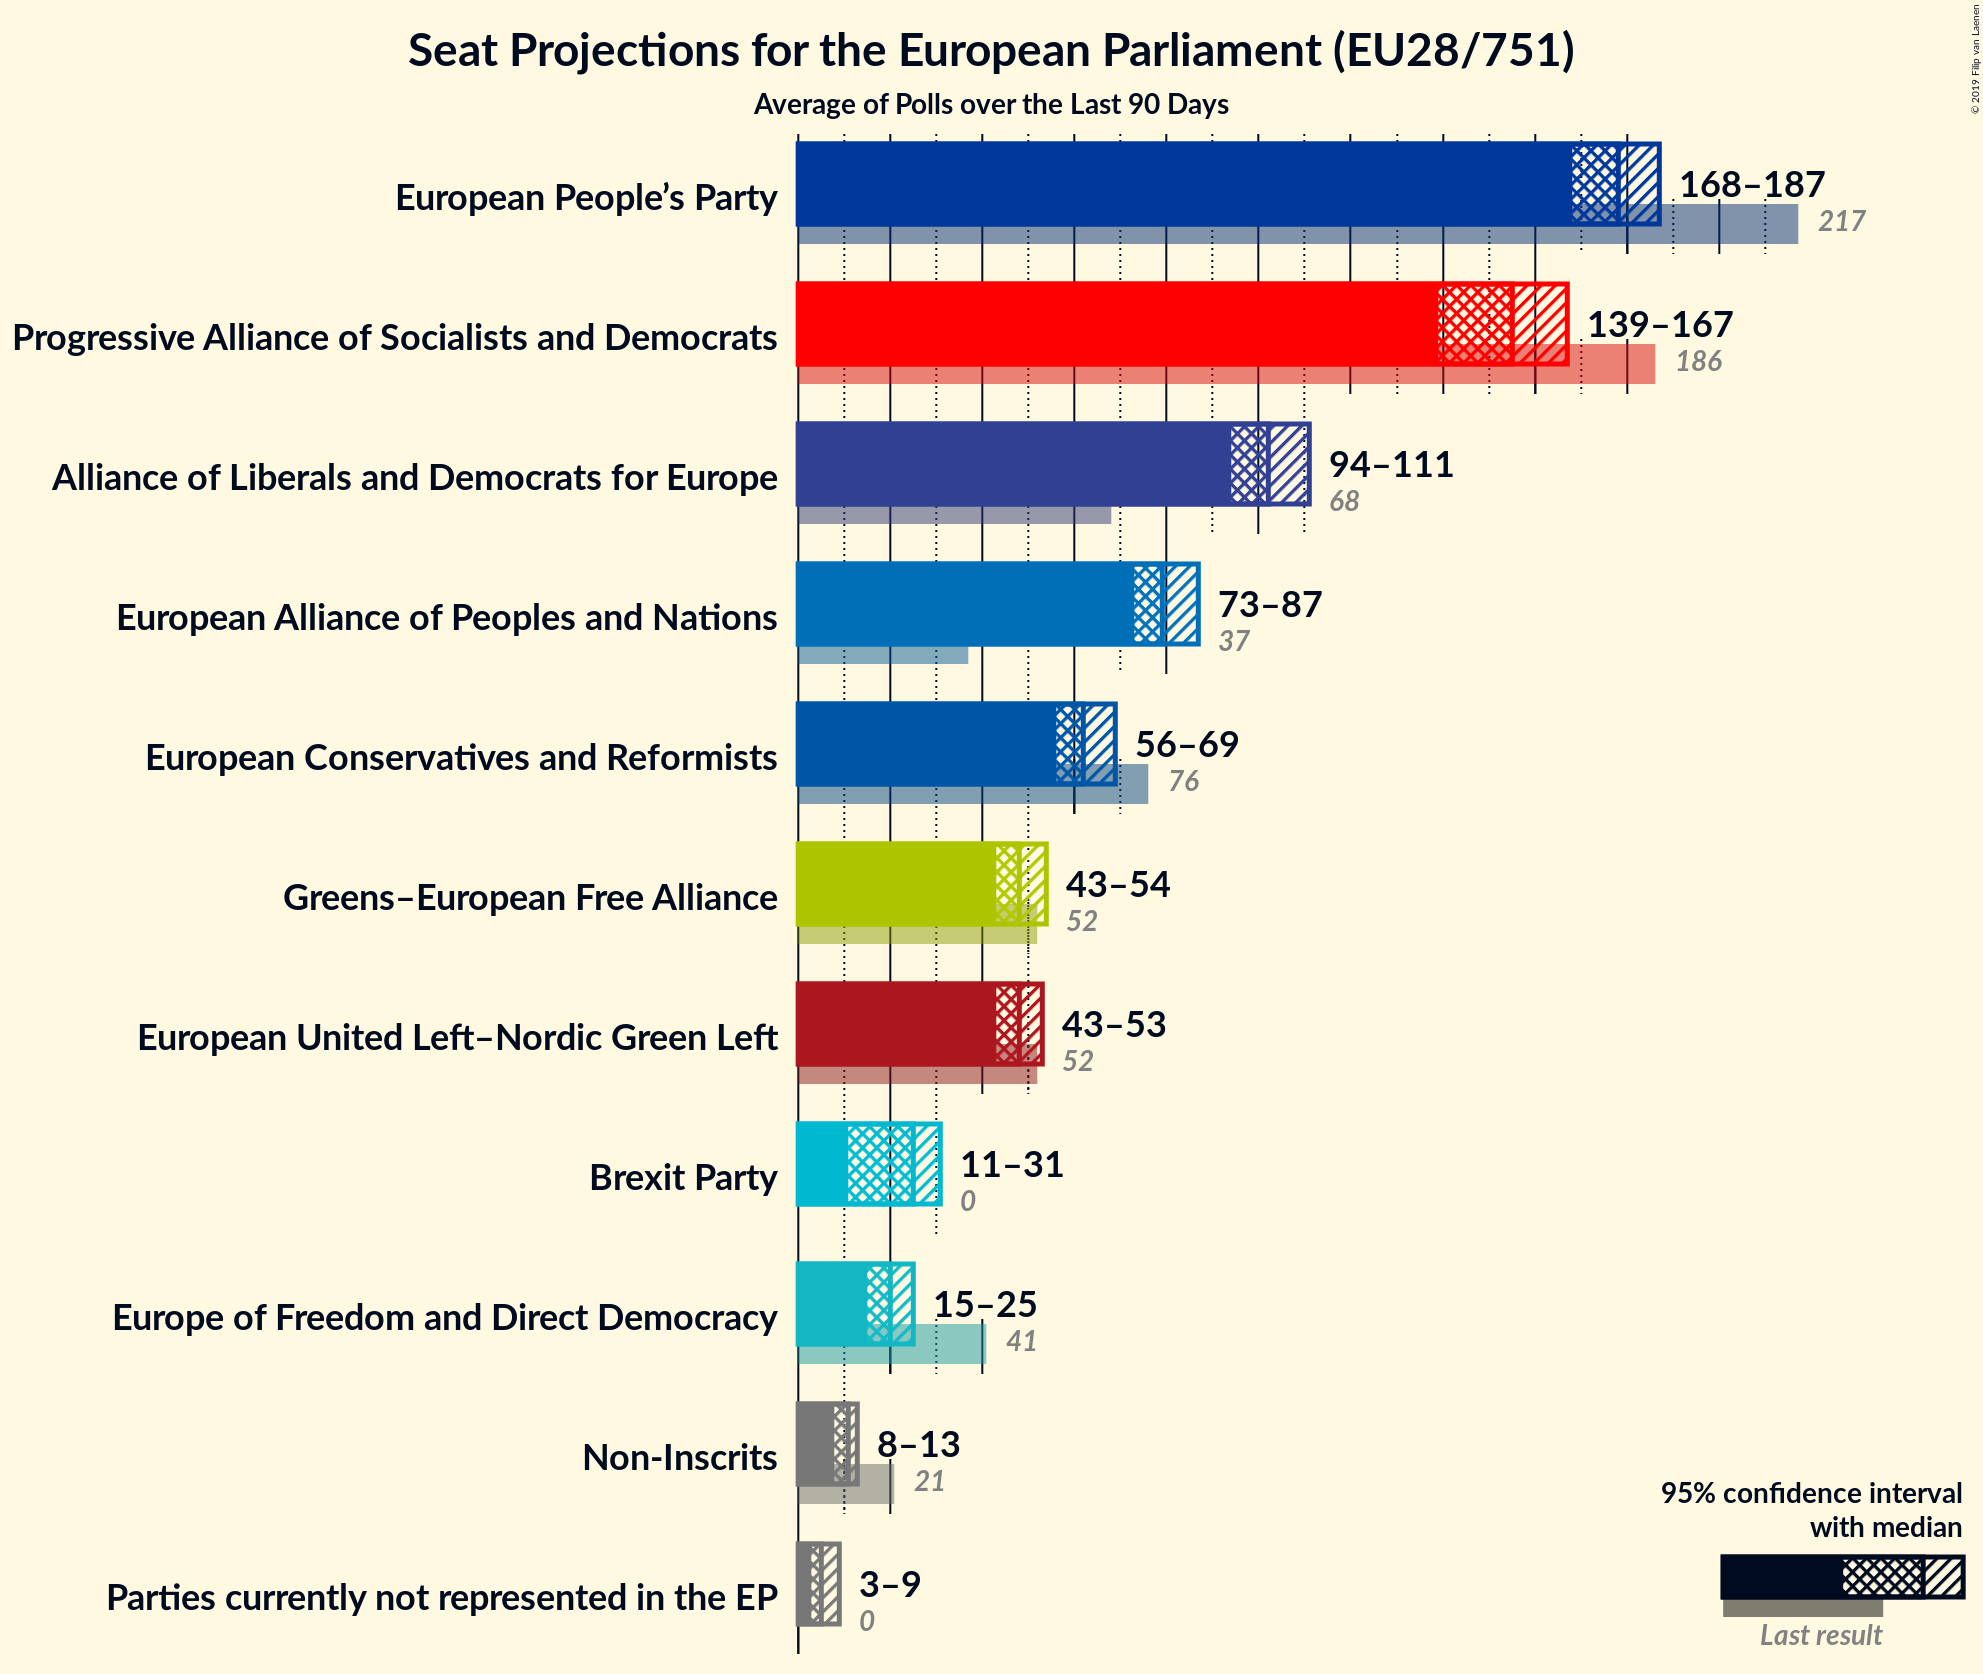 Seat Projections for the European Parliament (EU28/751)
Average of Polls over the Last 90 Days
© 2019 Filip van Laenen
European People’s Party
168–187
217
Progressive Alliance of Socialists and Democrats
139–167
186
Alliance of Liberals and Democrats for Europe
94–111
68
European Alliance of Peoples and Nations
73–87
37
European Conservatives and Reformists
56–69
76
Greens–European Free Alliance
43–54
52
European United Left–Nordic Green Left
43–53
52
Brexit Party
11–31
0
Europe of Freedom and Direct Democracy
15–25
41
Non-Inscrits
8–13
21
Parties currently not represented in the EP
3–9
0
95% confidence interval
with median
Last result